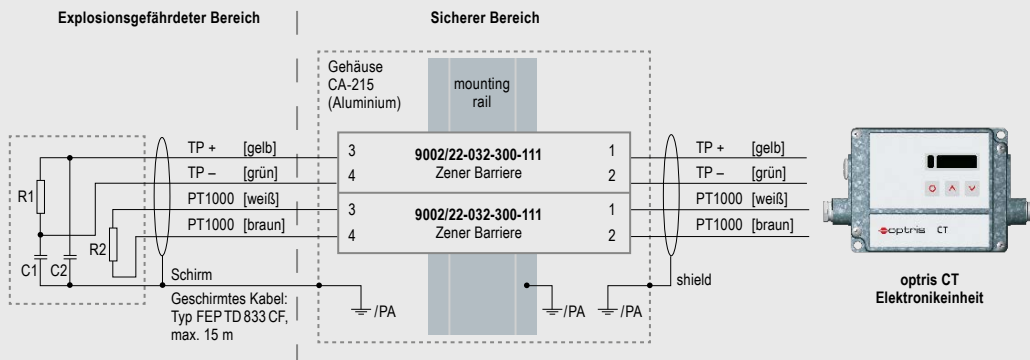 Explosionsgefährdeter Bereich
Sicherer Bereich
Gehäuse
CA-215
(Aluminium)
mounting
rail
TP + [gelb]
TP – [grün]
PT1000 [weiß]
PT1000 [braun]
3
4
9002/22-032-300-111
Zener Barriere
1
2
3
4
9002/22-032-300-111
Zener Barriere
1
2
TP + [gelb]
TP – [grün]
PT1000 [weiß]
PT1000 [braun]
R1
R2
C1
C2
Schirm
Geschirmtes Kabel:
Typ FEP TD 833 CF,
max. 15 m
/PA
/PA
/PA
shield
optris CT
optris CT
Elektronikeinheit